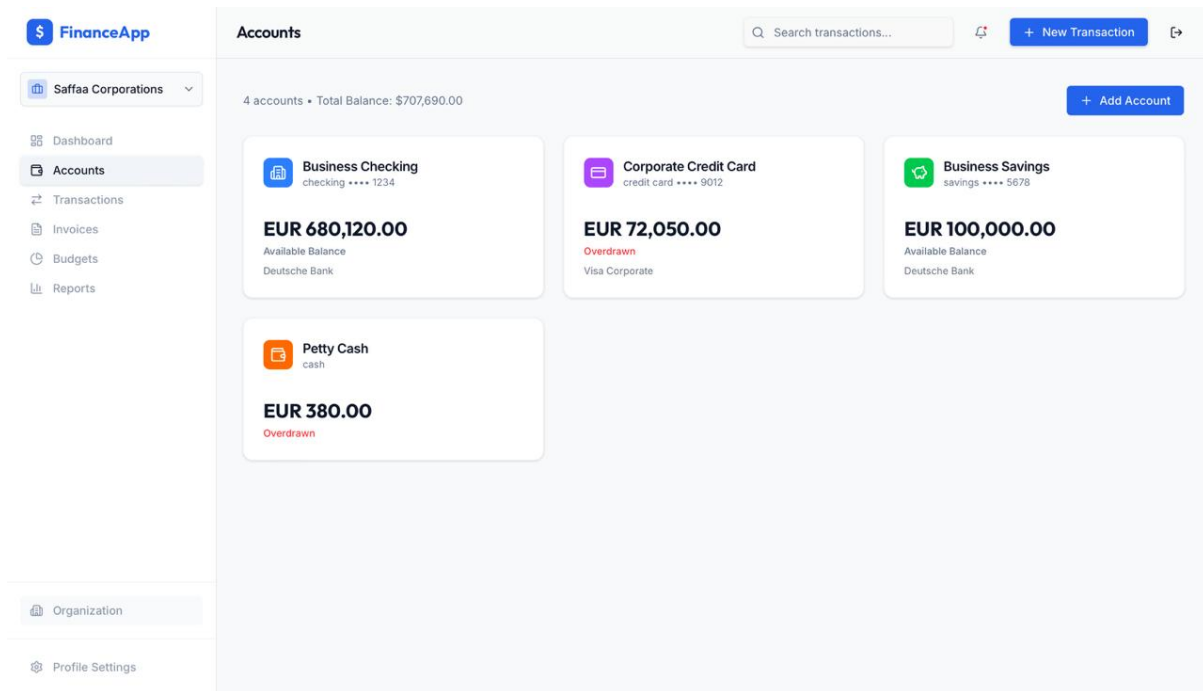 $ FinanceApp
Accounts
Search transactions...
+ New Transaction
Saffaa Corporations
Dashboard
Accounts
Transactions
Invoices
Budgets
Reports
Organization
Profile Settings
4 accounts • Total Balance: $707,690.00
+ Add Account
Business Checking
checking •••• 1234
EUR 680,120.00
Available Balance
Deutsche Bank
Corporate Credit Card
credit card •••• 9012
EUR 72,050.00
Overdrawn
Visa Corporate
Business Savings
savings •••• 5678
EUR 100,000.00
Available Balance
Deutsche Bank
Petty Cash
cash
EUR 380.00
Overdrawn